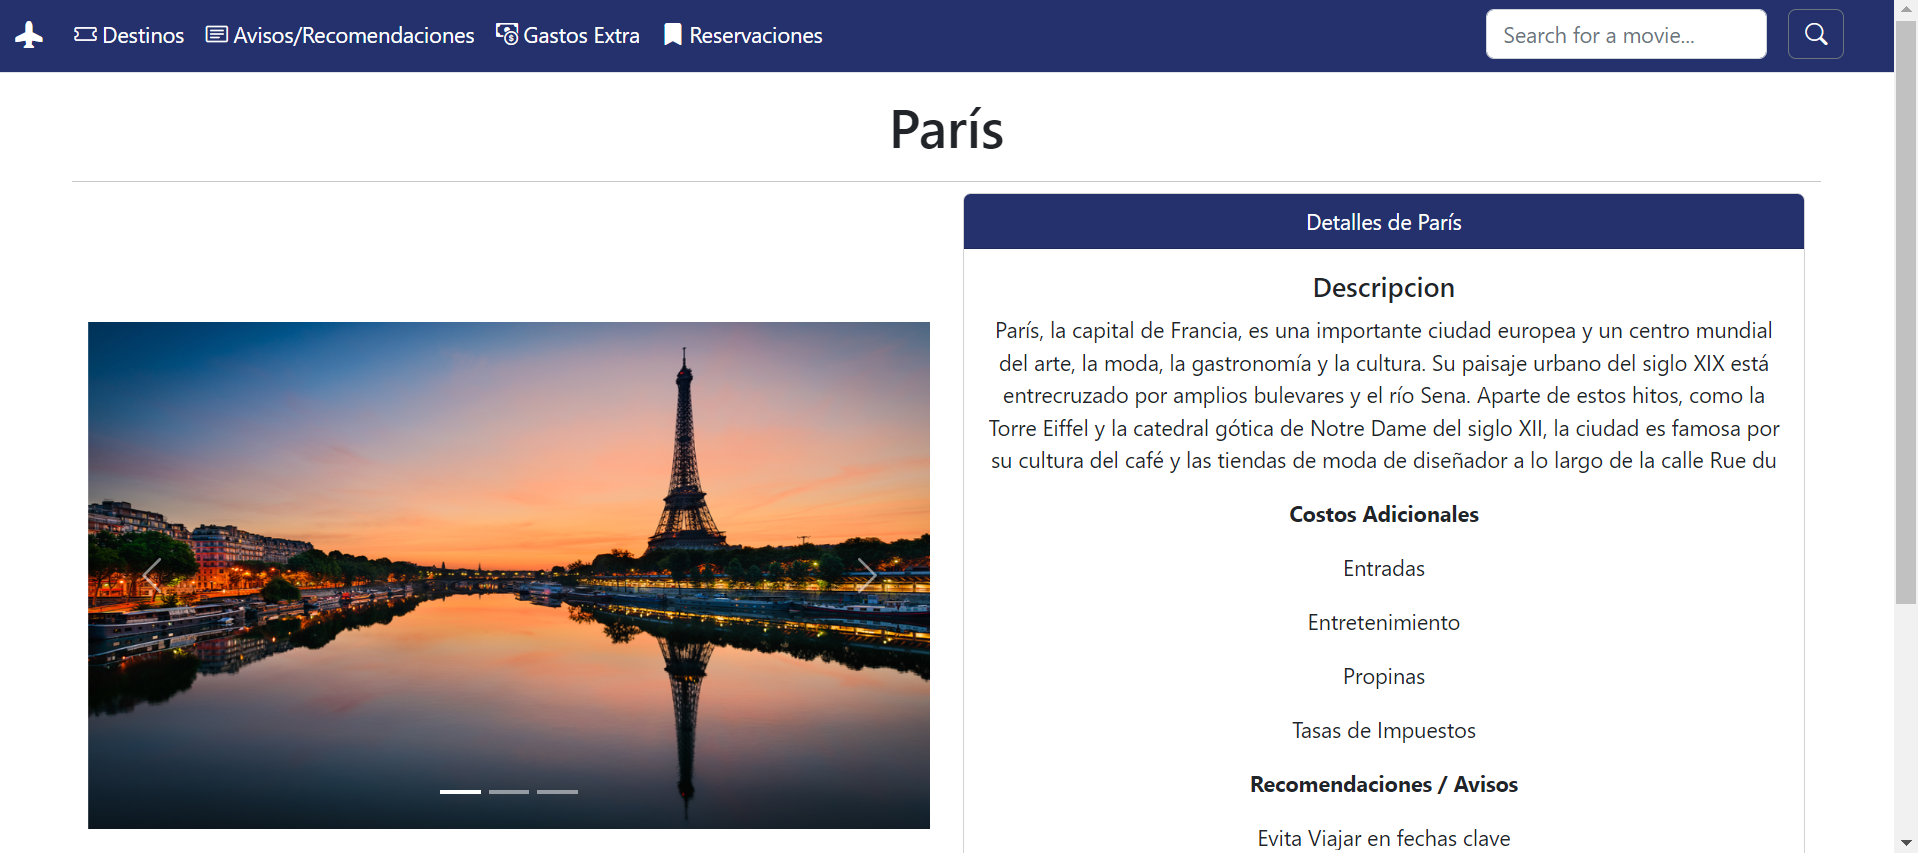 Destinos Avisos/Recomendaciones Gastos Extra Reservaciones Search for a movie...
París
Detalles de París
Descripcion
París, la capital de Francia, es una importante ciudad europea y un centro mundial
del arte, la moda, la gastronomía y la cultura. Su paisaje urbano del siglo XIX está
entrecruzado por amplios bulevares y el río Sena. Aparte de estos hitos, como la
Torre Eiffel y la catedral gótica de Notre Dame del siglo XII, la ciudad es famosa por
su cultura del café y las tiendas de moda de diseñador a lo largo de la calle Rue du
Costos Adicionales
Entradas
Entretenimiento
Propinas
Tasas de Impuestos
Recomendaciones / Avisos
Evita Viajar en fechas clave